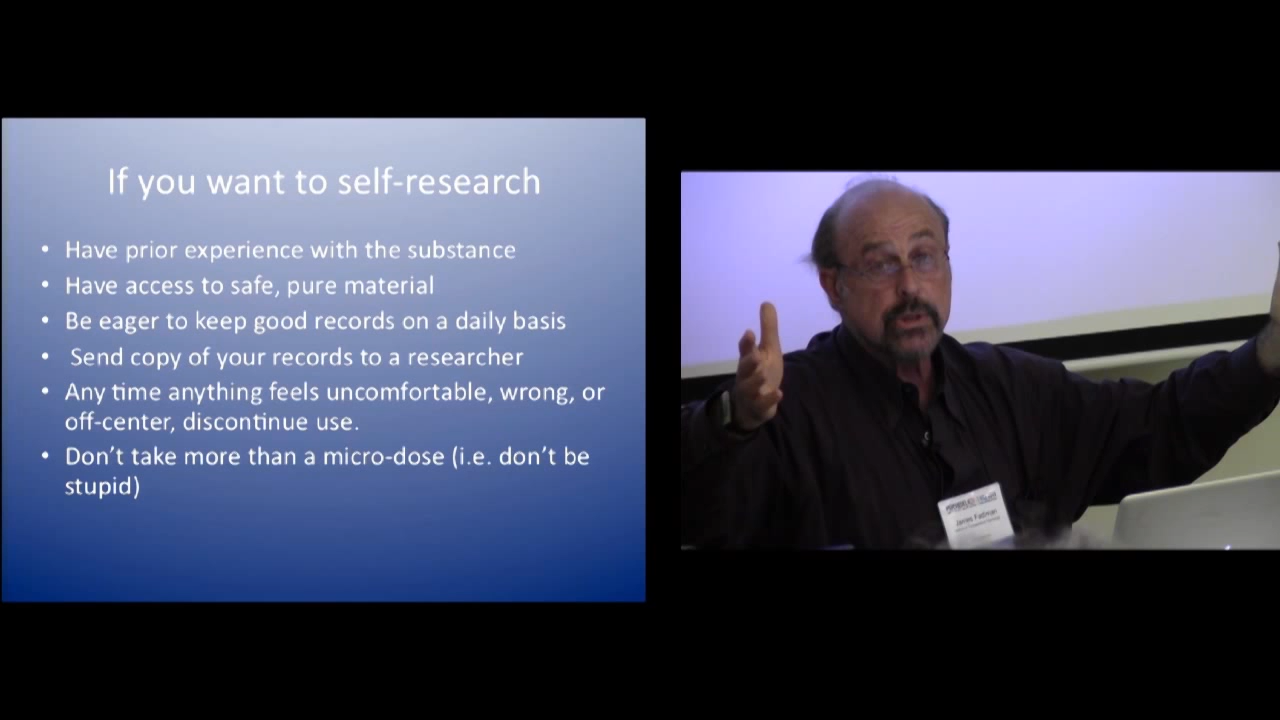 If you want to self-research
• Have prior experience with the substance
• Have access to safe, pure material
• Be eager to keep good records on a daily basis
• Send copy of your records to a researcher
• Any time anything feels uncomfortable, wrong, or
off-center, discontinue use.
• Don’t take more than a micro-dose (i.e. don’t be
stupid)
James Fadiman